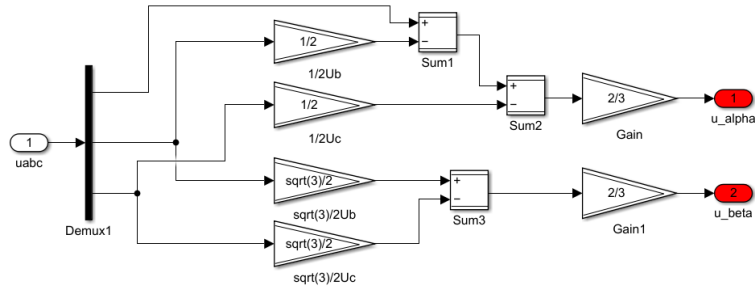 1
uabc
Demux1
1/2
1/2Ub
+
−
Sum1
1/2
1/2Uc
+
−
Sum2
2/3
Gain
1
u_alpha
sqrt(3)/2
sqrt(3)/2Ub
+
−
Sum3
2/3
Gain1
2
u_beta
sqrt(3)/2
sqrt(3)/2Uc